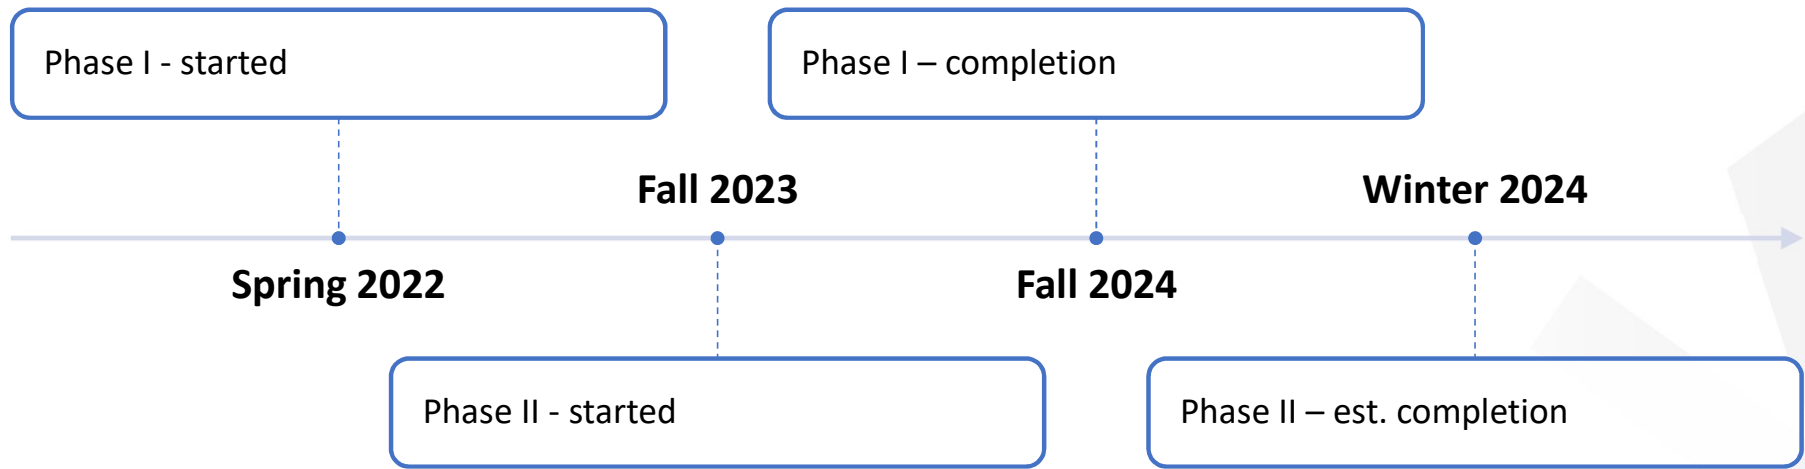 Phase I - started
Phase I – completion
Fall 2023
Winter 2024
Spring 2022
Fall 2024
Phase II - started
Phase II – est. completion